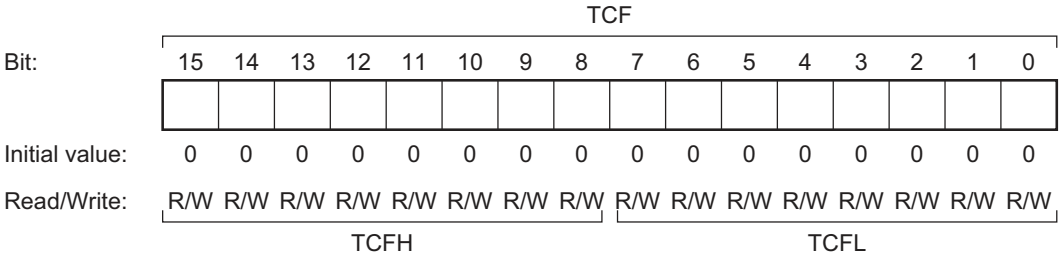 TCF
Bit: 15 14 13 12 11 10 9 8 7 6 5 4 3 2 1 0
Initial value: 0 0 0 0 0 0 0 0 0 0 0 0 0 0 0 0
Read/Write: R/W R/W R/W R/W R/W R/W R/W R/W R/W R/W R/W R/W R/W R/W R/W R/W
TCFH TCFL